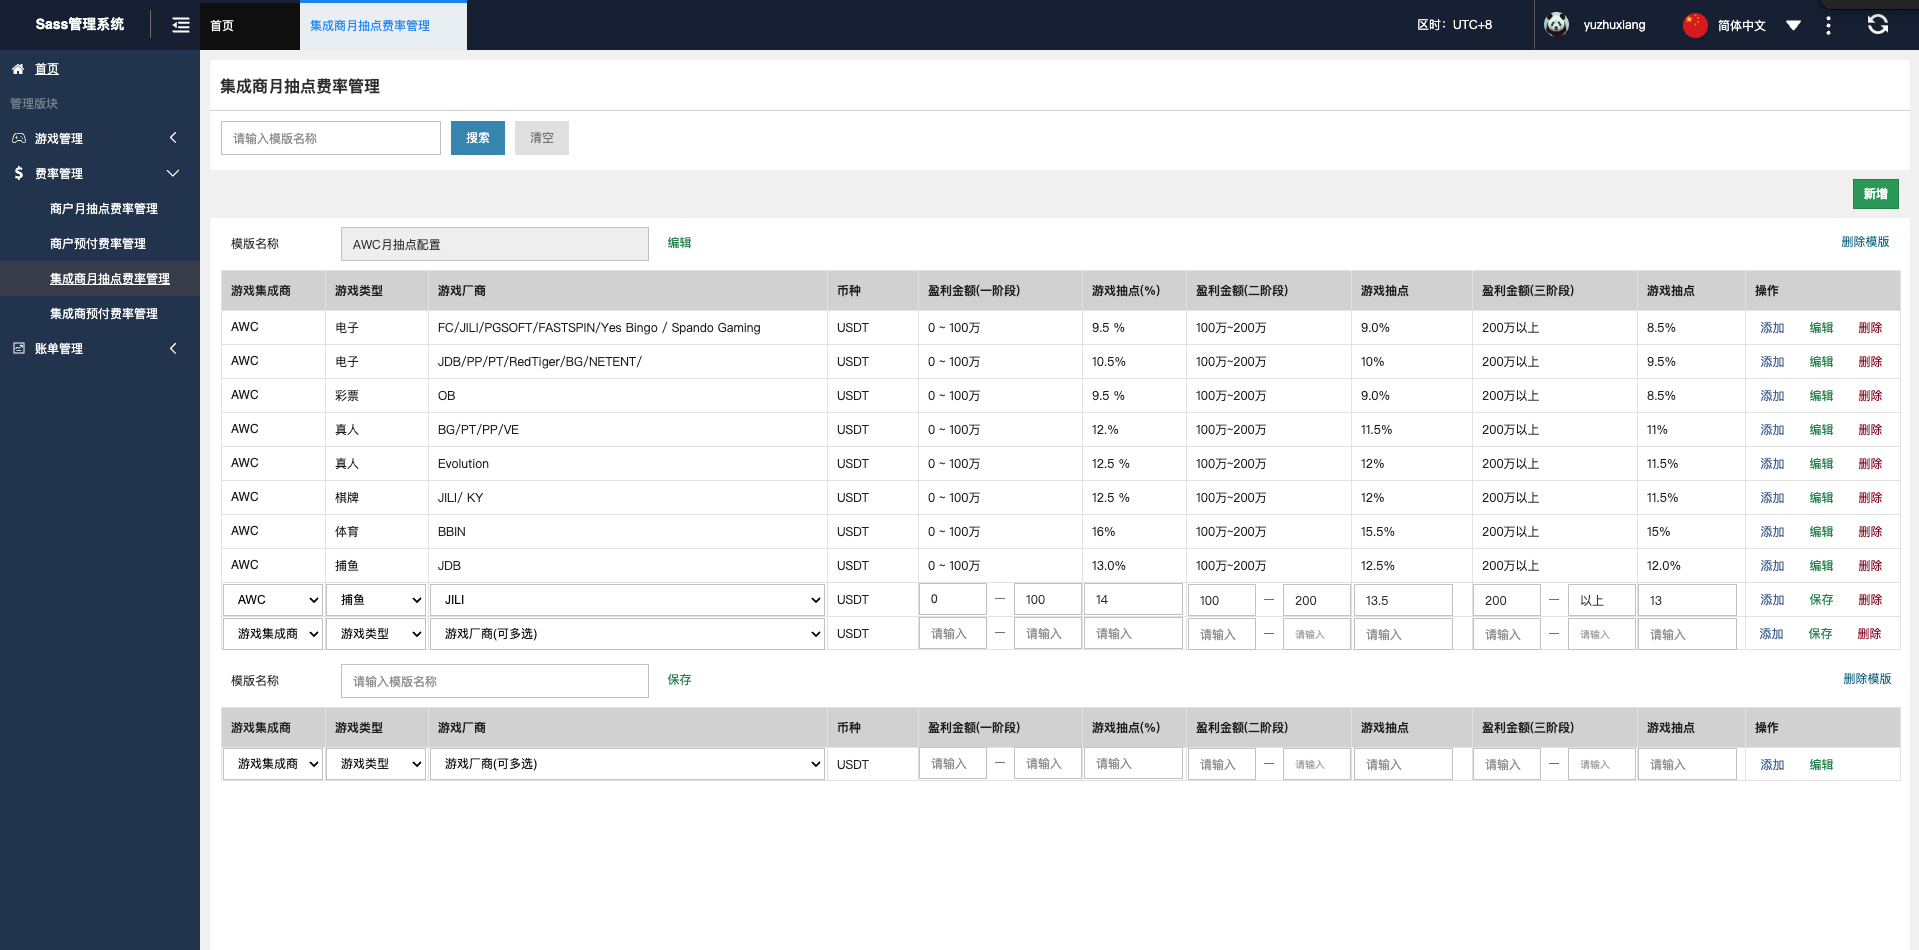 Sass管理系统
首页
集成商月抽点费率管理
区时：UTC+8
yuzhuxiang
简体中文
首页
管理版块
游戏管理
费率管理
商户月抽点费率管理
商户预付费率管理
集成商月抽点费率管理
集成商预付费率管理
账单管理
集成商月抽点费率管理
请输入模版名称 搜索 清空
新增
模版名称 AWC月抽点配置 编辑 删除模版
游戏集成商 游戏类型 游戏厂商 币种 盈利金额(一阶段) 游戏抽点(%) 盈利金额(二阶段) 游戏抽点 盈利金额(三阶段) 游戏抽点 操作
AWC 电子 FC/JILI/PGSOFT/FASTSPIN/Yes Bingo / Spando Gaming USDT 0 ~ 100万 9.5 % 100万~200万 9.0% 200万以上 8.5% 添加 编辑 删除
AWC 电子 JDB/PP/PT/RedTiger/BG/NETENT/ USDT 0 ~ 100万 10.5% 100万~200万 10% 200万以上 9.5% 添加 编辑 删除
AWC 彩票 OB USDT 0 ~ 100万 9.5 % 100万~200万 9.0% 200万以上 8.5% 添加 编辑 删除
AWC 真人 BG/PT/PP/VE USDT 0 ~ 100万 12.% 100万~200万 11.5% 200万以上 11% 添加 编辑 删除
AWC 真人 Evolution USDT 0 ~ 100万 12.5 % 100万~200万 12% 200万以上 11.5% 添加 编辑 删除
AWC 棋牌 JILI/ KY USDT 0 ~ 100万 12.5 % 100万~200万 12% 200万以上 11.5% 添加 编辑 删除
AWC 体育 BBIN USDT 0 ~ 100万 16% 100万~200万 15.5% 200万以上 15% 添加 编辑 删除
AWC 捕鱼 JDB USDT 0 ~ 100万 13.0% 100万~200万 12.5% 200万以上 12.0% 添加 编辑 删除
AWC 捕鱼 JILI USDT 0 — 100 14 100 — 200 13.5 200 — 以上 13 添加 保存 删除
游戏集成商 游戏类型 游戏厂商(可多选) USDT 请输入 — 请输入 请输入 请输入 — 请输入 请输入 请输入 — 请输入 请输入 添加 保存 删除
模版名称 请输入模版名称 保存 删除模版
游戏集成商 游戏类型 游戏厂商 币种 盈利金额(一阶段) 游戏抽点(%) 盈利金额(二阶段) 游戏抽点 盈利金额(三阶段) 游戏抽点 操作
游戏集成商 游戏类型 游戏厂商(可多选) USDT 请输入 — 请输入 请输入 请输入 — 请输入 请输入 请输入 — 请输入 请输入 添加 编辑